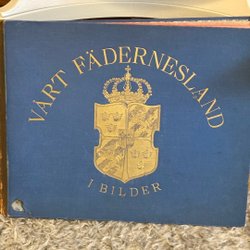 VÅRT FÄDERNESLAND
I BILDER